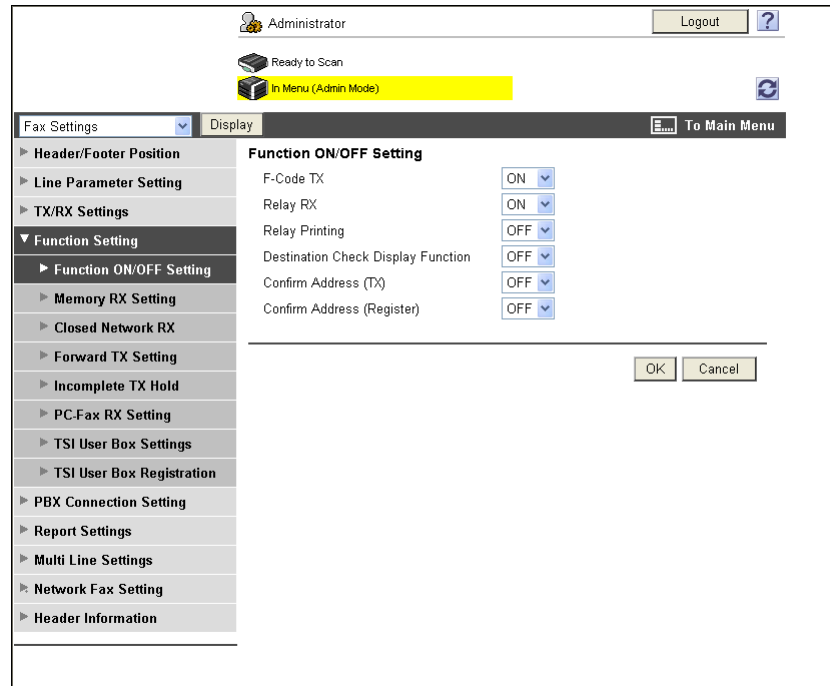 Administrator
Logout
?
Ready to Scan
In Menu (Admin Mode)
Fax Settings
Display
To Main Menu
Header/Footer Position
Line Parameter Setting
TX/RX Settings
Function Setting
Function ON/OFF Setting
Memory RX Setting
Closed Network RX
Forward TX Setting
Incomplete TX Hold
PC-Fax RX Setting
TSI User Box Settings
TSI User Box Registration
PBX Connection Setting
Report Settings
Multi Line Settings
Network Fax Setting
Header Information
Function ON/OFF Setting
F-Code TX ON
Relay RX ON
Relay Printing OFF
Destination Check Display Function OFF
Confirm Address (TX) OFF
Confirm Address (Register) OFF
OK
Cancel